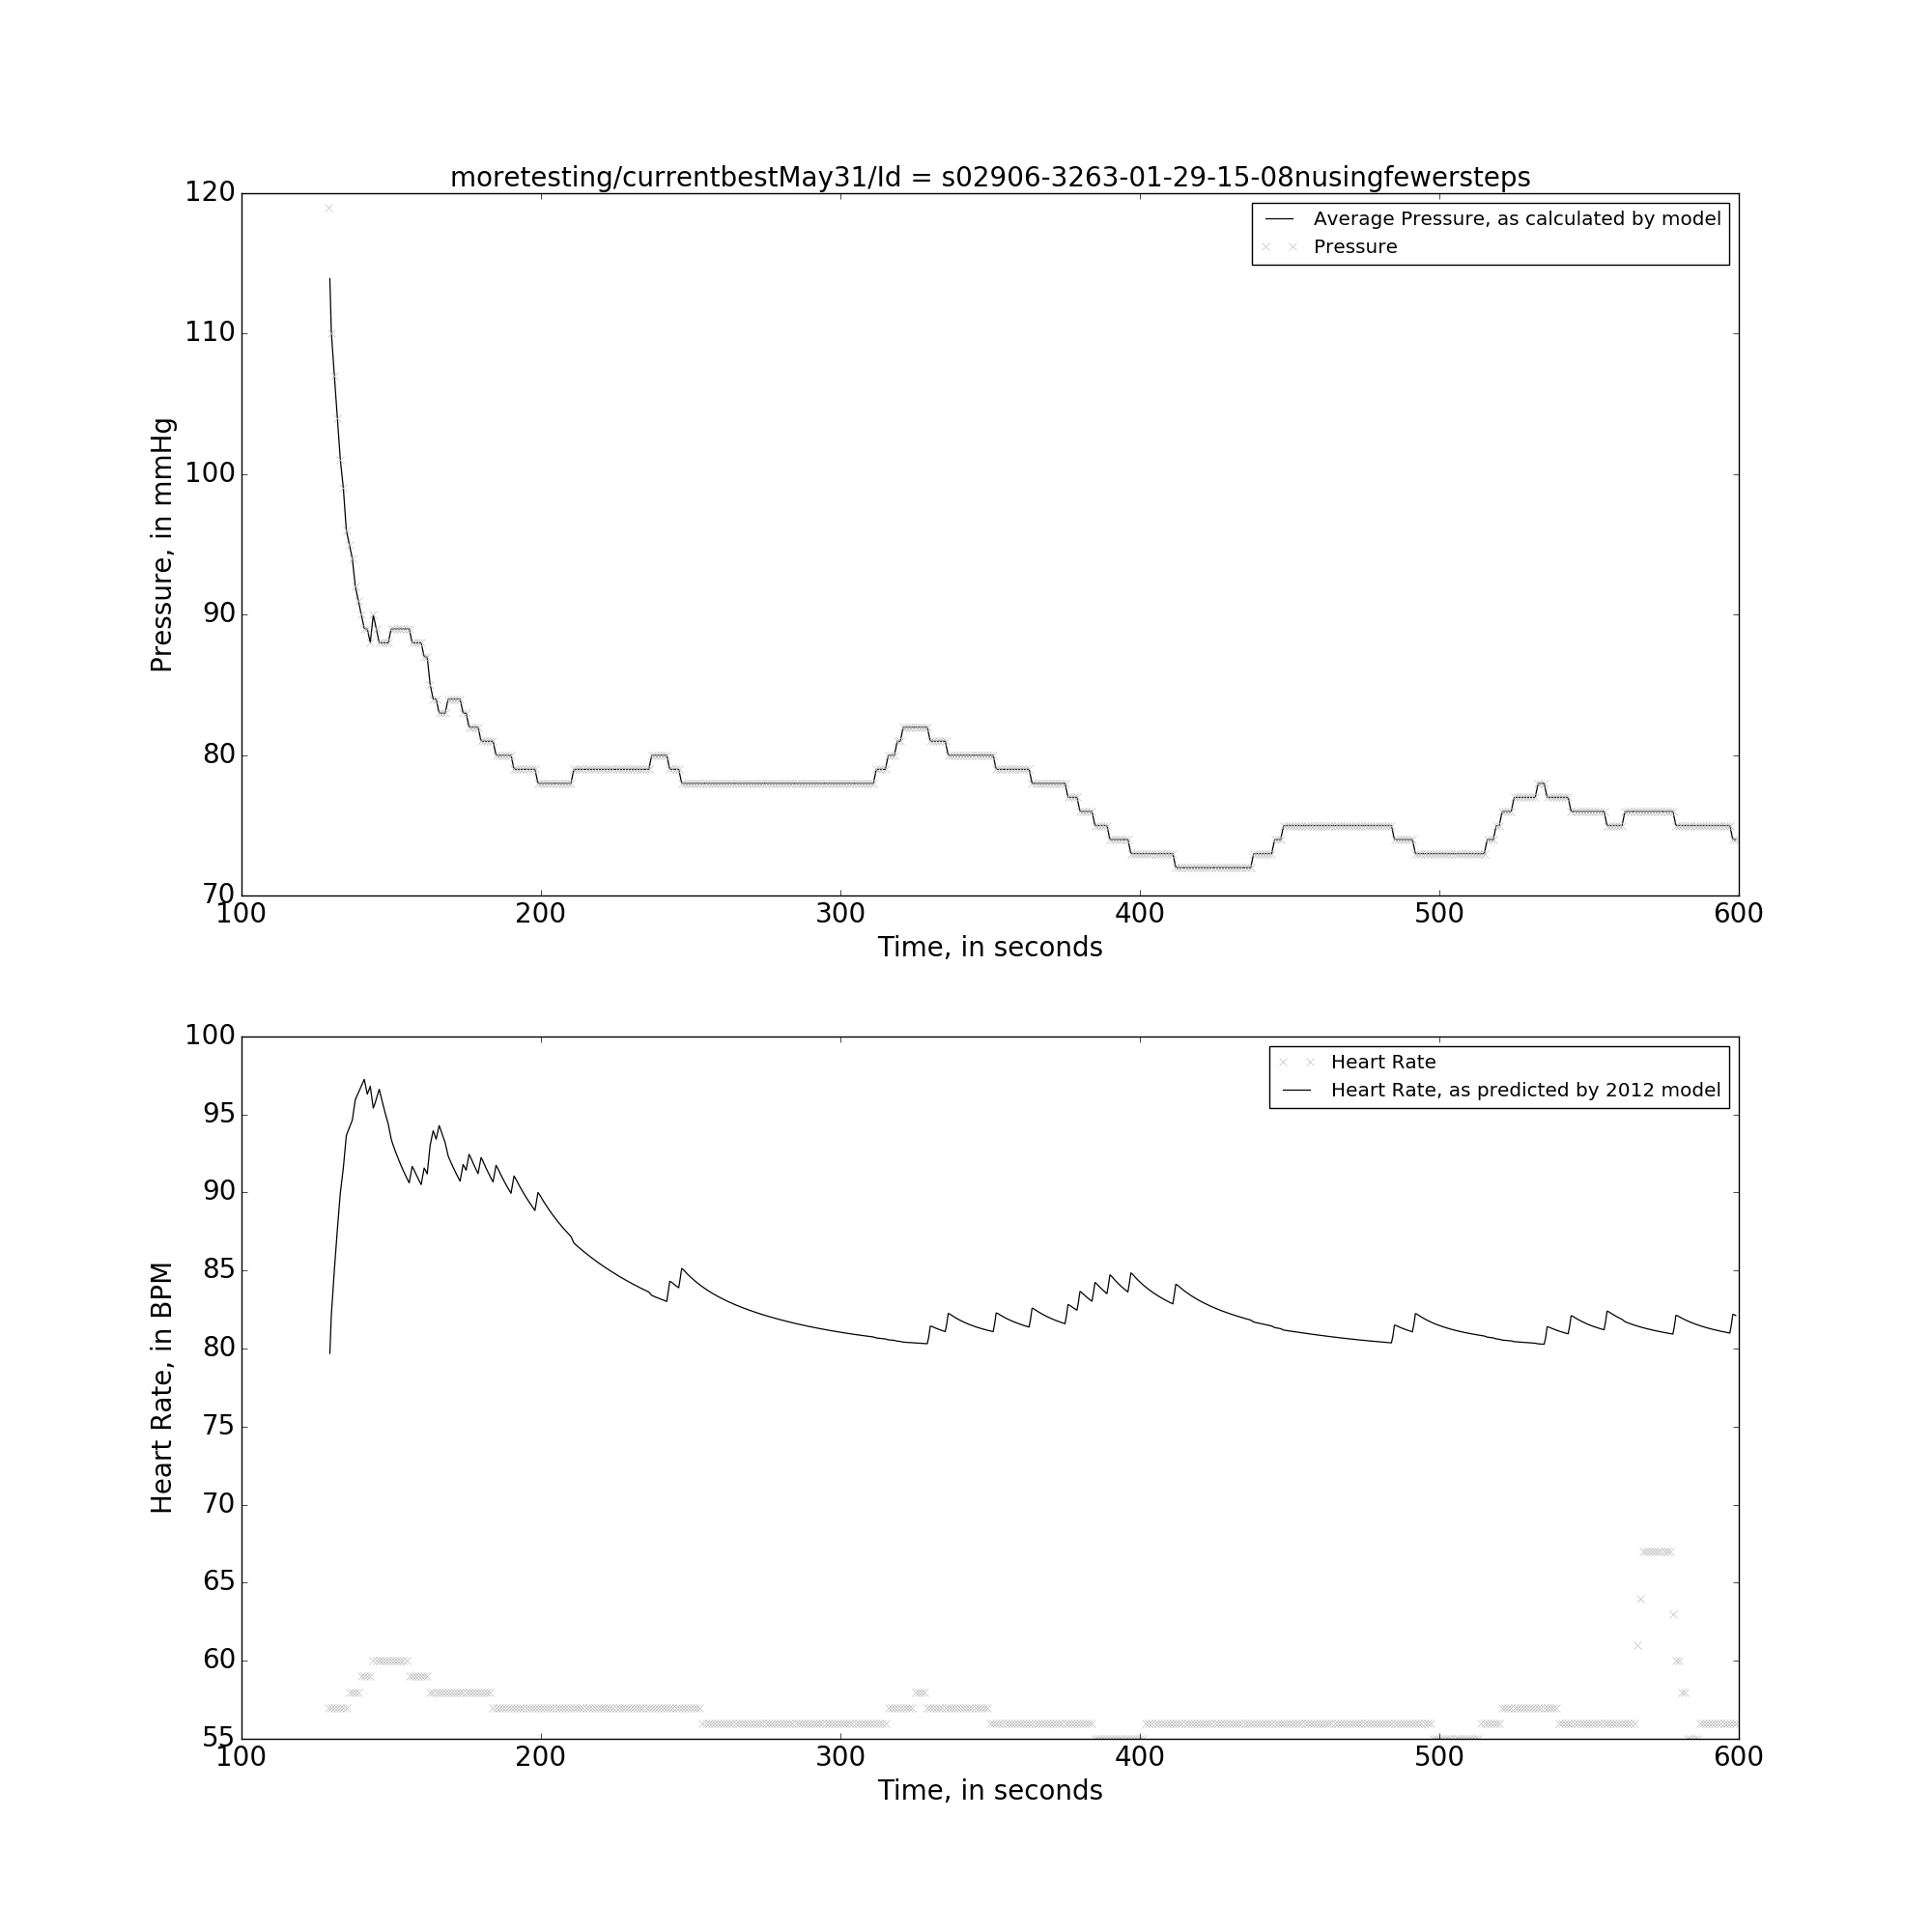 moretesting/currentbestMay31/Id = s02906-3263-01-29-15-08nusingfewersteps
120
110
100
90
80
70
Pressure, in mmHg
Average Pressure, as calculated by model
Pressure
100 200 300 400 500 600
Time, in seconds
100
95
90
85
80
75
70
65
60
55
Heart Rate, in BPM
Heart Rate
Heart Rate, as predicted by 2012 model
100 200 300 400 500 600
Time, in seconds